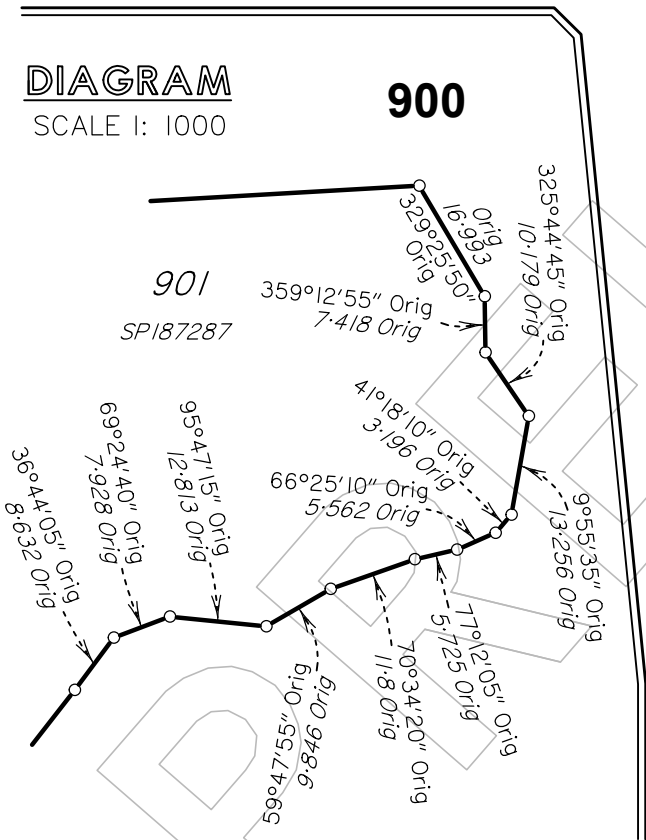 DIAGRAM
SCALE 1: 1000
900
901
SP187287
329°25'50"
Orig
Orig
16·993
325°44'45" Orig
10·179 Orig
359°12'55" Orig
7·418 Orig
41°18'10" Orig
3·196 Orig
66°25'10" Orig
5·562 Orig
9°55'35" Orig
13·256 Orig
95°47'15" Orig
12·813 Orig
69°24'40" Orig
7·928 Orig
36°44'05" Orig
8·632 Orig
77°12'05" Orig
5·725 Orig
70°34'20" Orig
11·8 Orig
59°47'55" Orig
9·846 Orig